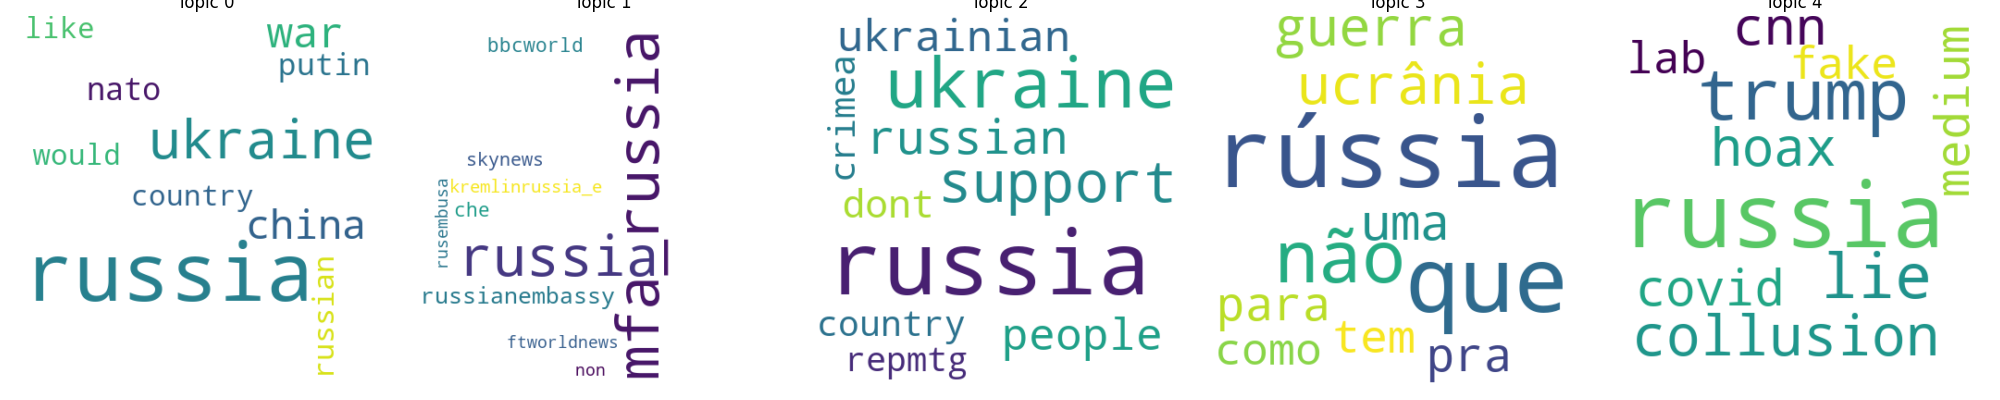 Topic 0
like
war
putin
nato
ukraine
would
country
china
russia
russian
Topic 1
bbcworld
mfa_russia
skynews
kremlinrussia_e
rusembusa
che
russia
russianembassy
ftworldnews
non
Topic 2
ukrainian
crimea
ukraine
russian
support
dont
russia
country
people
repmtg
Topic 3
guerra
ucrânia
rússia
uma
não
que
para
tem
como
pra
Topic 4
cnn
lab
fake
medium
trump
hoax
russia
lie
covid
collusion